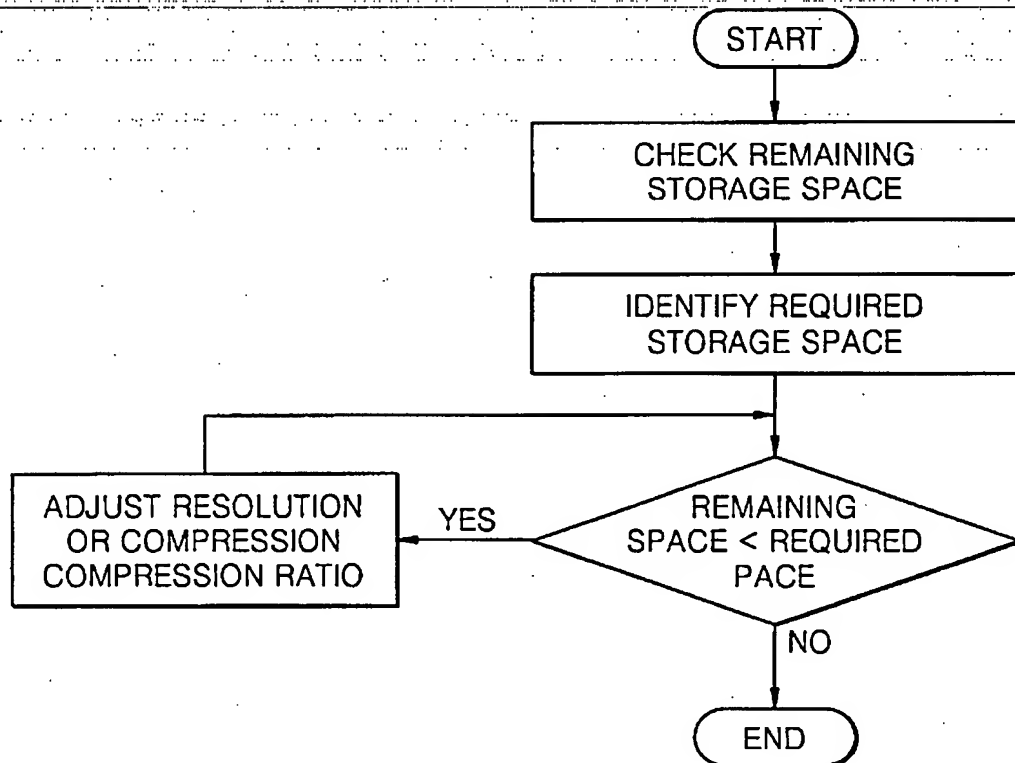 START
CHECK REMAINING
STORAGE SPACE
IDENTIFY REQUIRED
STORAGE SPACE
REMAINING
SPACE < REQUIRED
PACE
YES
ADJUST RESOLUTION
OR COMPRESSION
COMPRESSION RATIO
NO
END